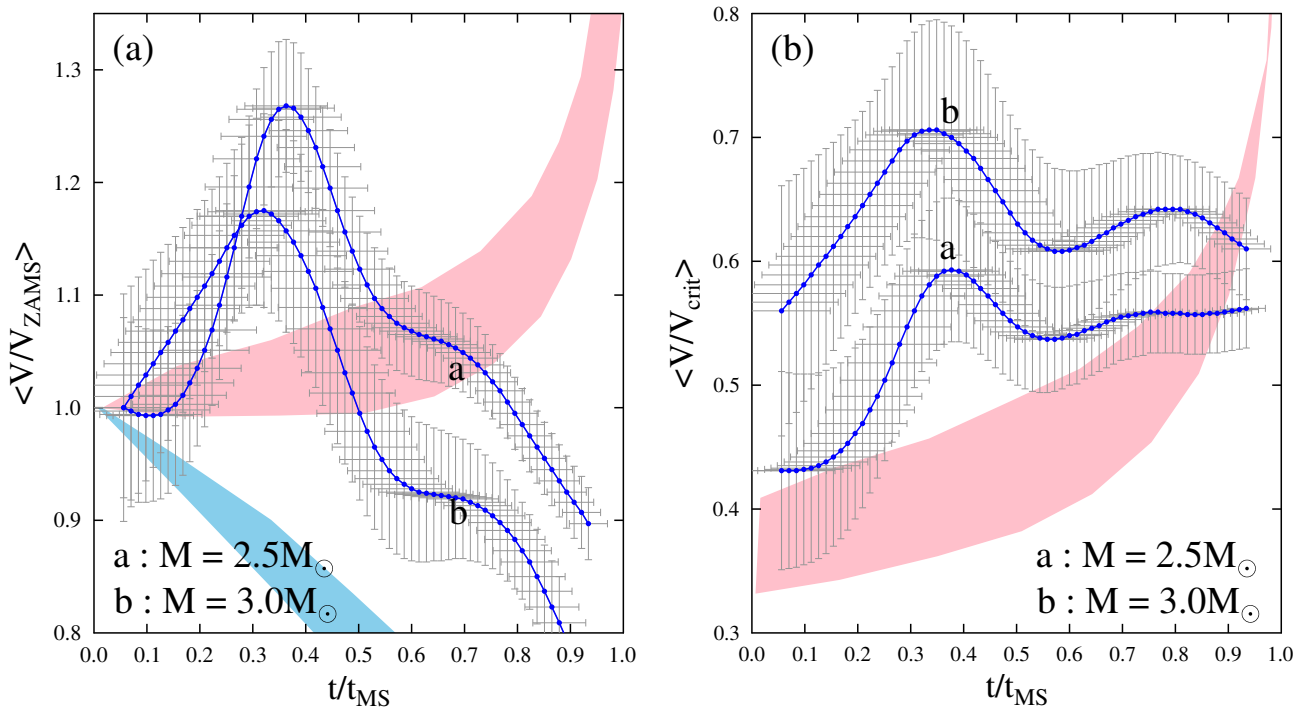 (a)
1.3
1.2
1.1
1.0
0.9
0.8
<V/V_ZAMS>
a
b
a : M = 2.5M☉
b : M = 3.0M☉
0.0 0.1 0.2 0.3 0.4 0.5 0.6 0.7 0.8 0.9 1.0
t/t_MS
(b)
0.8
0.7
0.6
0.5
0.4
0.3
<V/V_crit>
b
a
a : M = 2.5M☉
b : M = 3.0M☉
0.0 0.1 0.2 0.3 0.4 0.5 0.6 0.7 0.8 0.9 1.0
t/t_MS